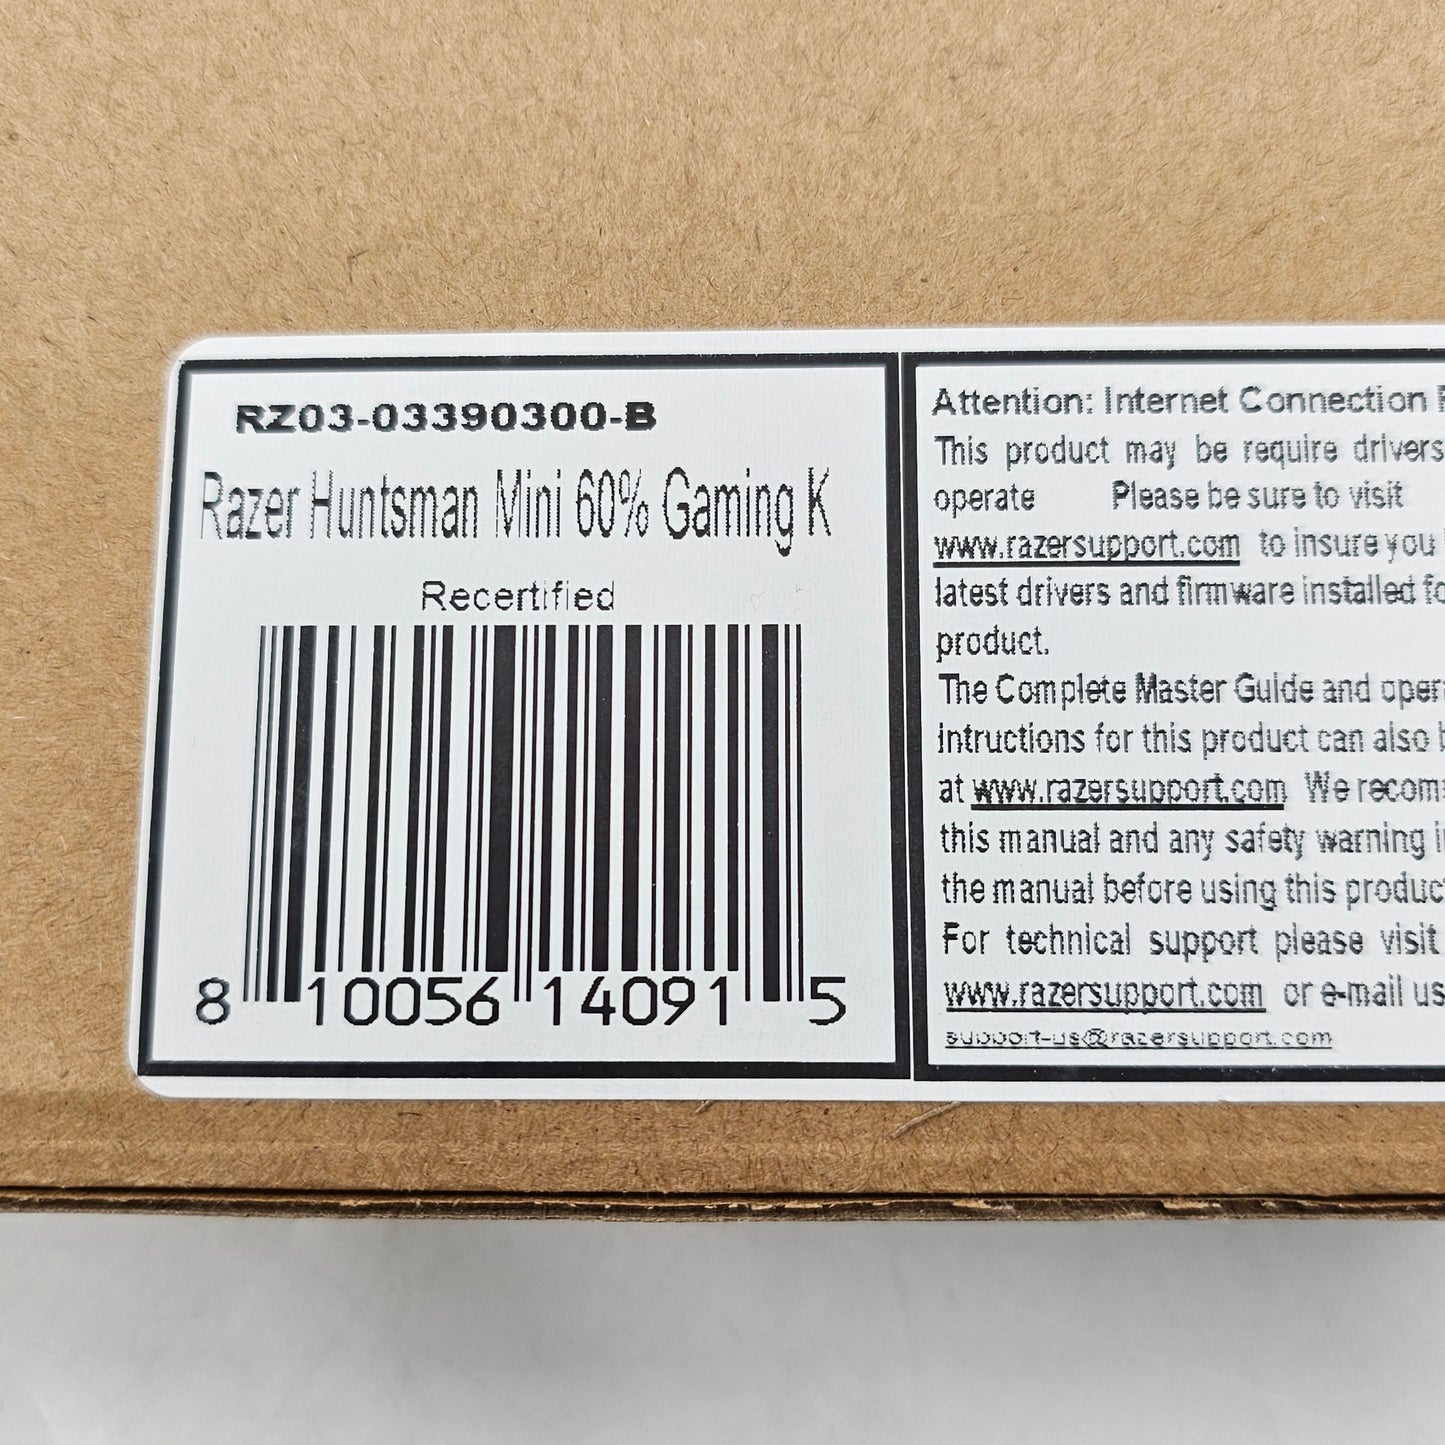 RZ03-03390300-B
Razer Huntsman Mini 60% Gaming K
Recertified
8 10056 14091 5
Attention: Internet Connection
This product may be require drivers
operate Please be sure to visit
www.razersupport.com to insure you
latest drivers and firmware installed
product.
The Complete Master Guide and
intructions for this product can also
at www.razersupport.com We
this manual and any safety warning
the manual before using this
For technical support please visit
www.razersupport.com or e-mail us
support-us@razersupport.com